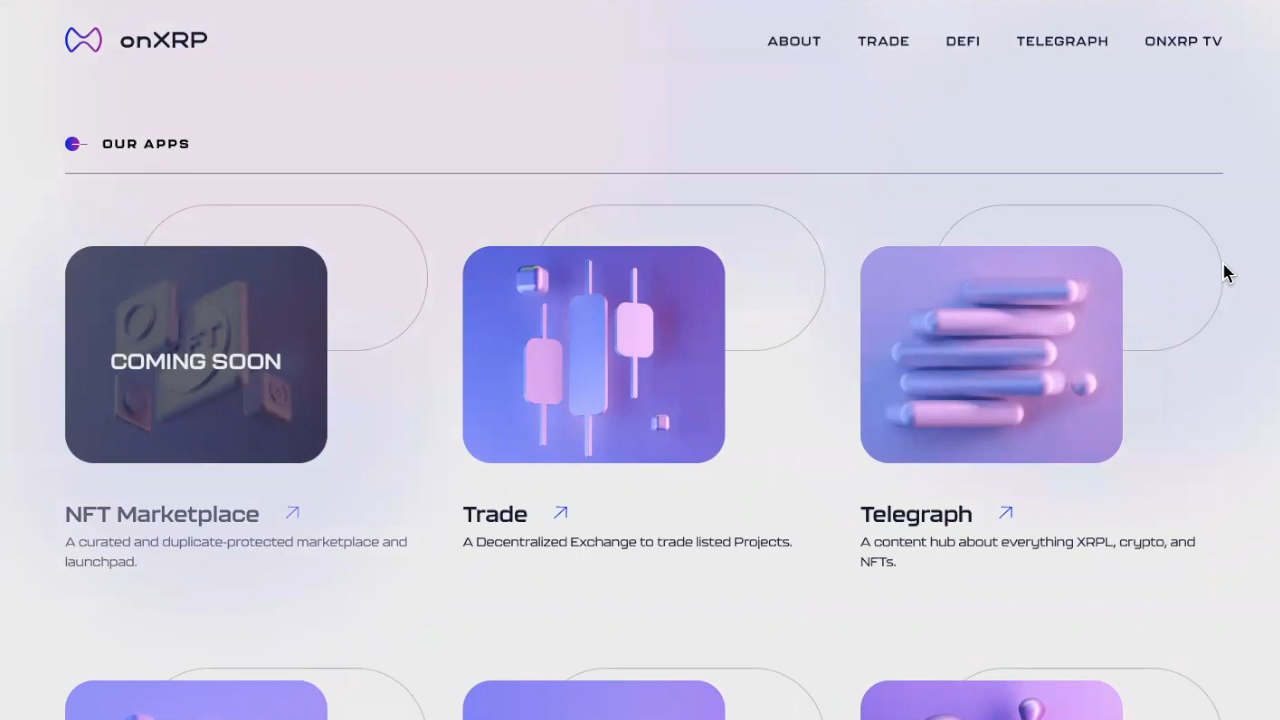 onXRP
ABOUT
TRADE
DEFI
TELEGRAPH
ONXRP TV
OUR APPS
COMING SOON
NFT Marketplace
A curated and duplicate-protected marketplace and
launchpad.
Trade
A Decentralized Exchange to trade listed Projects.
Telegraph
A content hub about everything XRPL, crypto, and
NFTs.